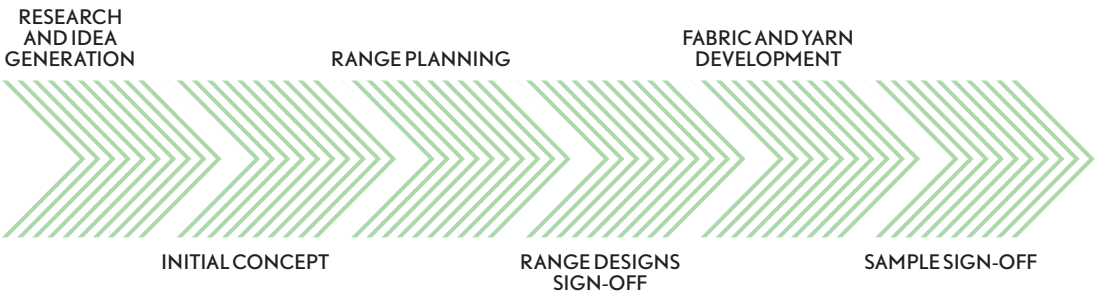 RESEARCH
AND IDEA
GENERATION
INITIAL CONCEPT
RANGE PLANNING
RANGE DESIGNS
SIGN-OFF
FABRIC AND YARN
DEVELOPMENT
SAMPLE SIGN-OFF